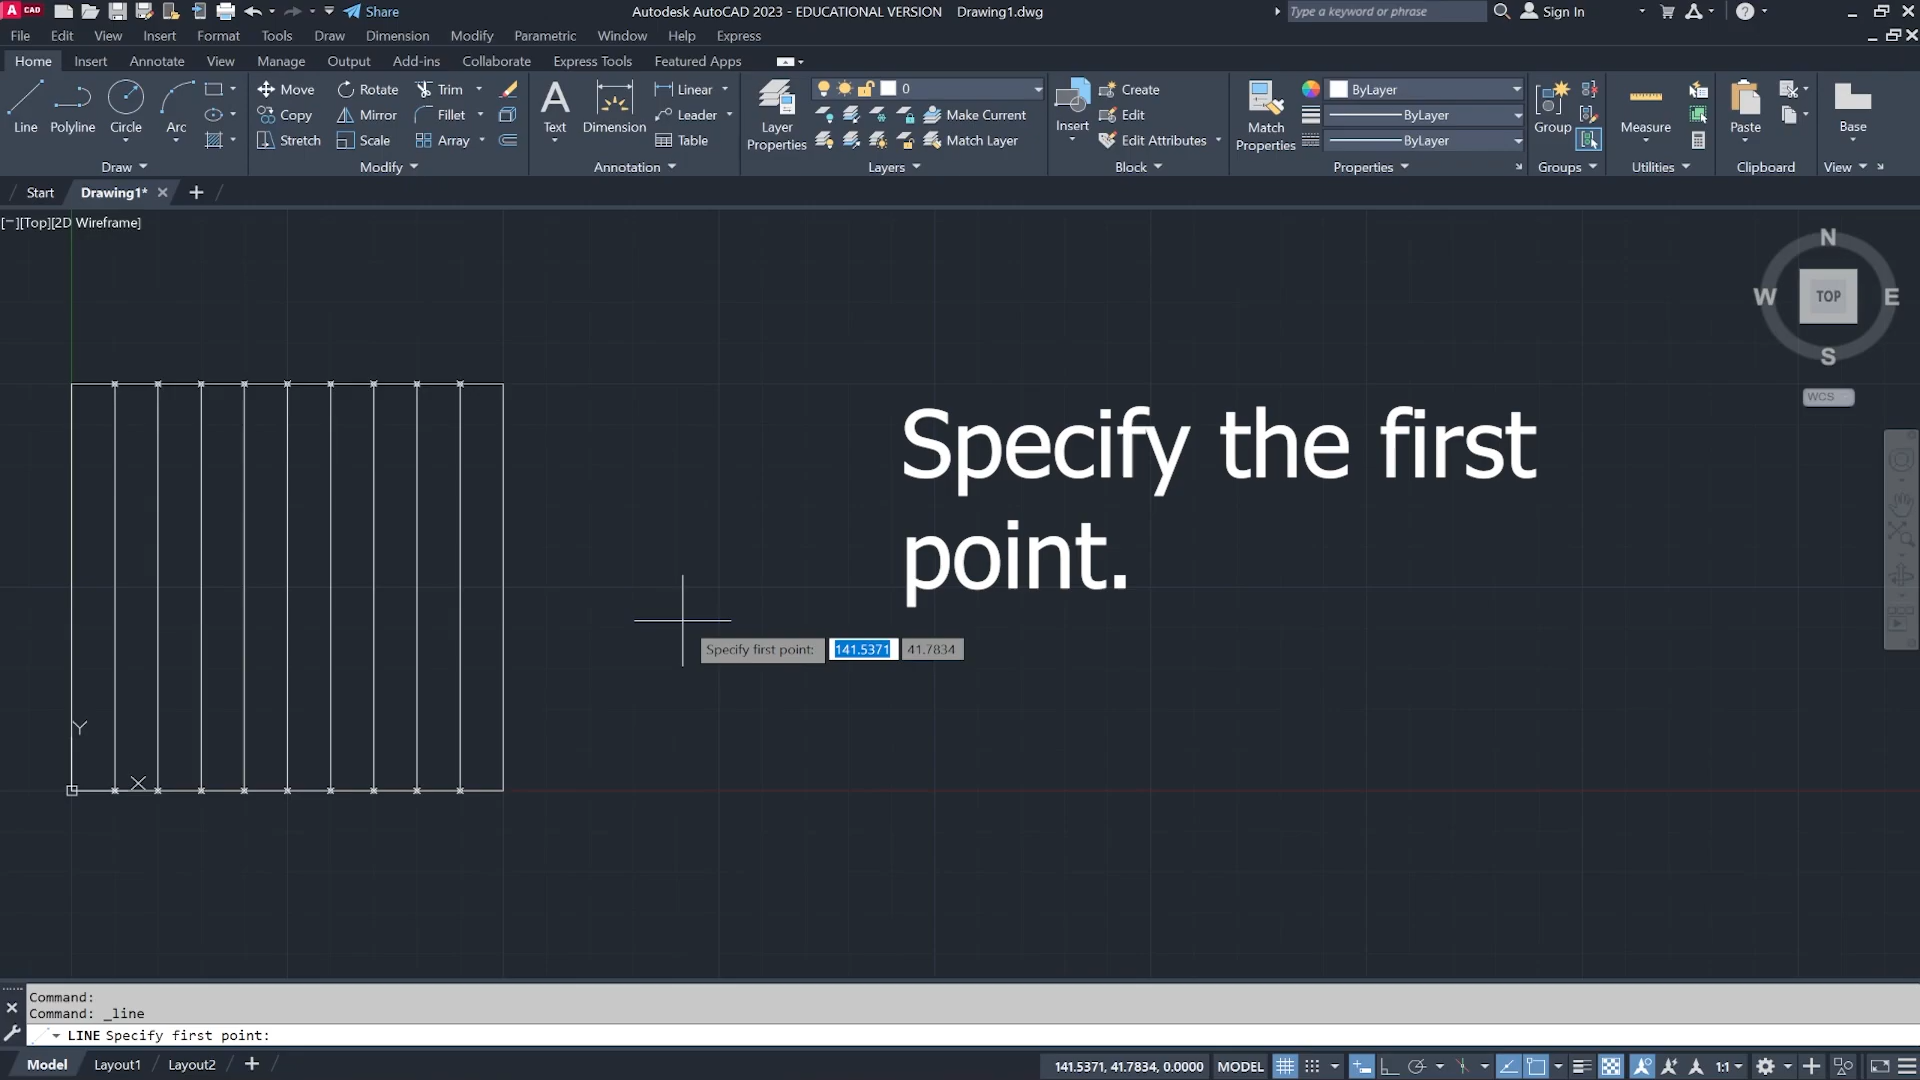 CAD Share Autodesk AutoCAD 2023 - EDUCATIONAL VERSION Drawing1.dwg Type a keyword or phrase Sign In
File Edit View Insert Format Tools Draw Dimension Modify Parametric Window Help Express
Home Insert Annotate View Manage Output Add-ins Collaborate Express Tools Featured Apps
Line Polyline Circle Arc
Draw
Move Rotate Trim
Copy Mirror Fillet
Stretch Scale Array
Modify
Text Dimension
Linear
Leader
Table
Annotation
Layer
Properties
0
Make Current
Match Layer
Layers
Insert
Create
Edit
Edit Attributes
Block
Match
Properties
ByLayer
ByLayer
ByLayer
Properties
Group
Groups
Measure
Utilities
Paste
Clipboard
Base
View
Start Drawing1*
[−][Top][2D Wireframe]
N
W TOP E
S
WCS
Specify the first
point.
Specify first point: 141.5371 41.7834
Y
X
Command:
Command: _line
LINE Specify first point:
Model Layout1 Layout2 141.5371, 41.7834, 0.0000 MODEL 1:1